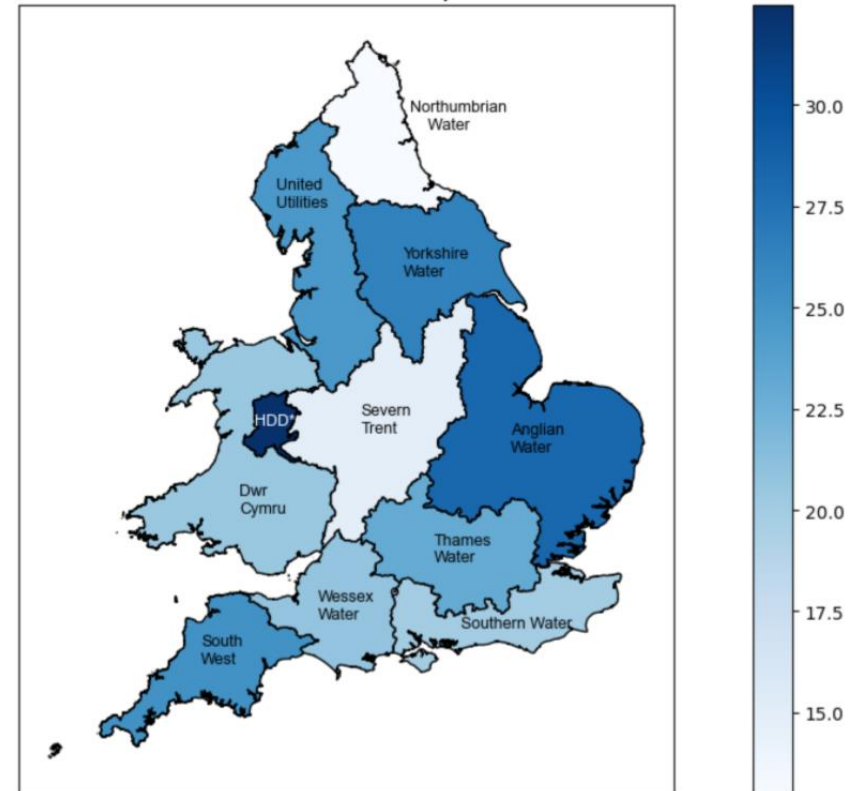 Northumbrian
Water
30.0
United
Utilities
27.5
Yorkshire
Water
25.0
HDD*
Severn
Trent
22.5
Anglian
Water
Dwr
Cymru
20.0
Thames
Water
Wessex
Water
Southern Water
17.5
South
West
15.0